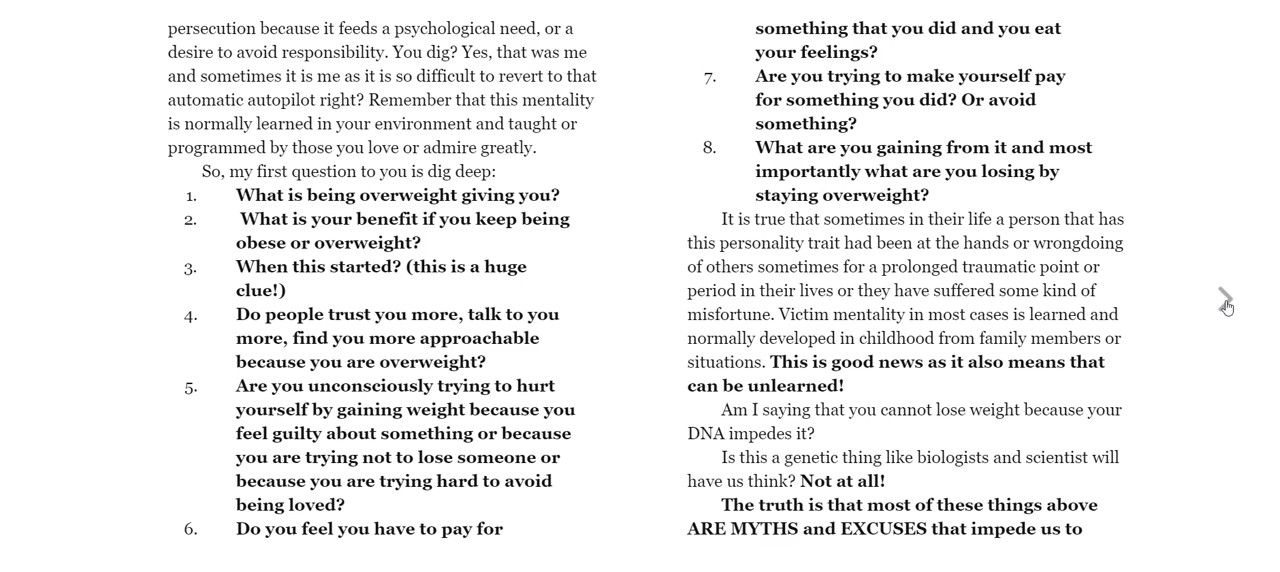 persecution because it feeds a psychological need, or a
desire to avoid responsibility. You dig? Yes, that was me
and sometimes it is me as it is so difficult to revert to that
automatic autopilot right? Remember that this mentality
is normally learned in your environment and taught or
programmed by those you love or admire greatly.
So, my first question to you is dig deep:
1. What is being overweight giving you?
2. What is your benefit if you keep being
obese or overweight?
3. When this started? (this is a huge
clue!)
4. Do people trust you more, talk to you
more, find you more approachable
because you are overweight?
5. Are you unconsciously trying to hurt
yourself by gaining weight because you
feel guilty about something or because
you are trying not to lose someone or
because you are trying hard to avoid
being loved?
6. Do you feel you have to pay for
something that you did and you eat
your feelings?
7. Are you trying to make yourself pay
for something you did? Or avoid
something?
8. What are you gaining from it and most
importantly what are you losing by
staying overweight?
It is true that sometimes in their life a person that has
this personality trait had been at the hands or wrongdoing
of others sometimes for a prolonged traumatic point or
period in their lives or they have suffered some kind of
misfortune. Victim mentality in most cases is learned and
normally developed in childhood from family members or
situations. This is good news as it also means that
can be unlearned!
Am I saying that you cannot lose weight because your
DNA impedes it?
Is this a genetic thing like biologists and scientist will
have us think? Not at all!
The truth is that most of these things above
ARE MYTHS and EXCUSES that impede us to